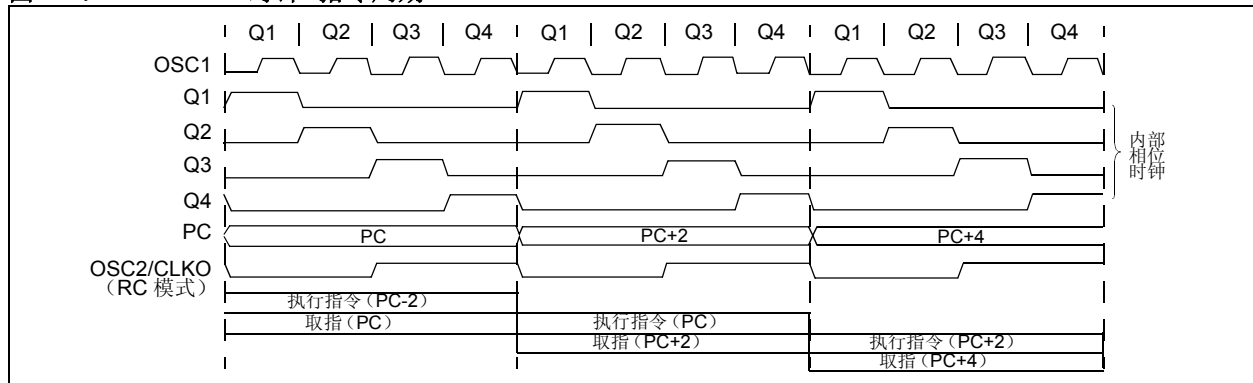 Q1 Q2 Q3 Q4 Q1 Q2 Q3 Q4 Q1 Q2 Q3 Q4
OSC1
Q1
Q2
Q3
Q4
内部
相位
时钟
PC PC PC+2 PC+4
OSC2/CLKO
(RC 模式)
执行指令(PC-2)
取指(PC) 执行指令(PC)
取指(PC+2) 执行指令(PC+2)
取指(PC+4)